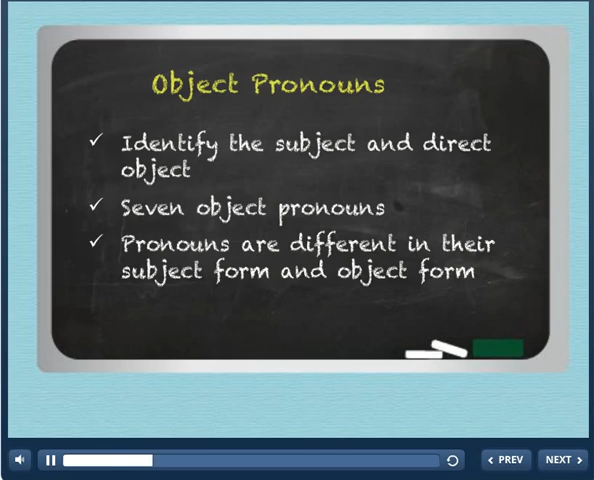 Object Pronouns
✓ Identify the subject and direct
object
✓ Seven object pronouns
✓ Pronouns are different in their
subject form and object form
PREV
NEXT